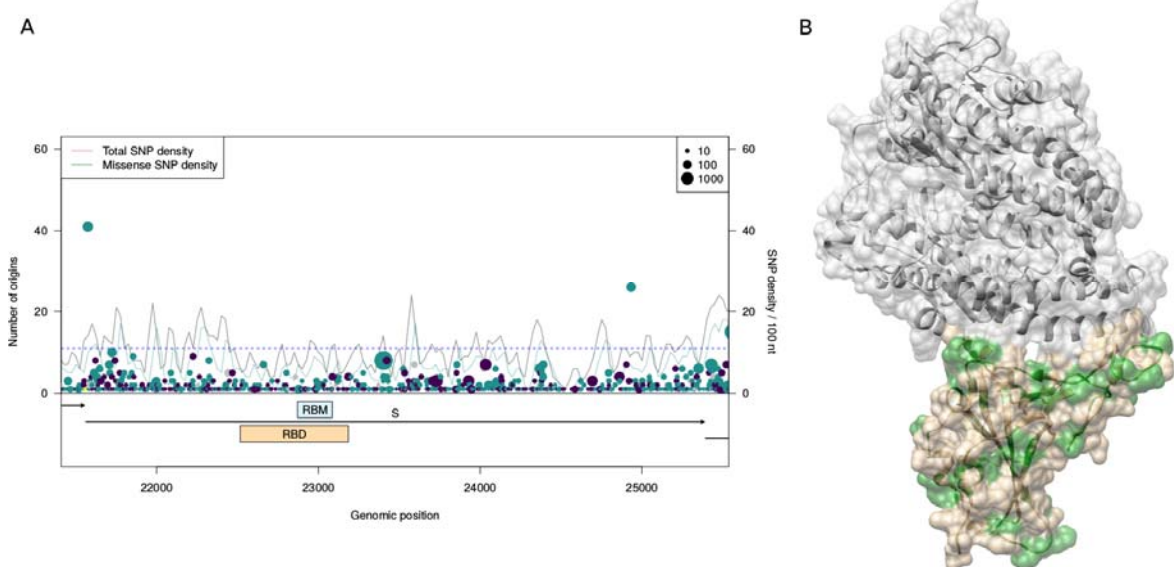 A
B
60
60
Total SNP density
Missense SNP density
10
100
1000
40
40
Number of origins
SNP density / 100 nt
20
20
0
0
RBM
S
RBD
22000
23000
24000
25000
Genomic position